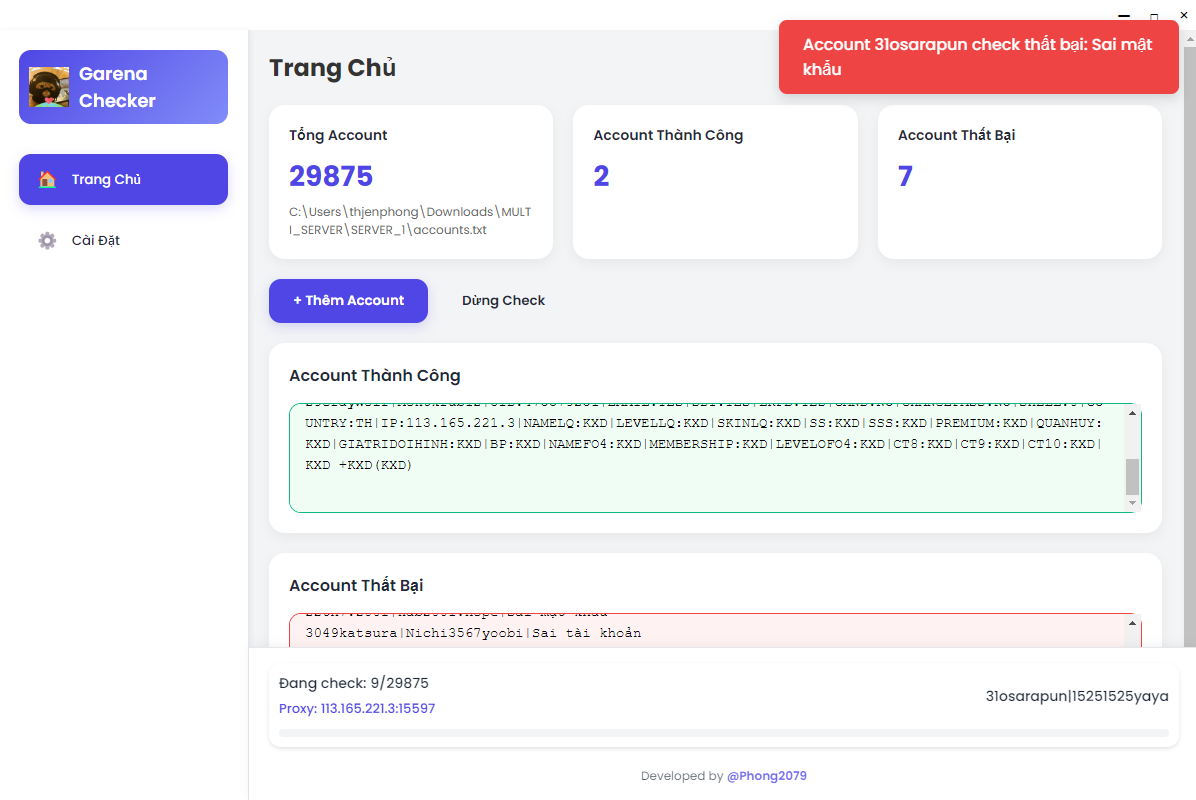 Account 31osarapun check thất bại: Sai mật
khẩu
Garena
Checker
Trang Chủ
Cài Đặt
Trang Chủ
Tổng Account
29875
C:\Users\thjenphong\Downloads\MULT
I_SERVER\SERVER_1\accounts.txt
Account Thành Công
2
Account Thất Bại
7
+ Thêm Account
Dừng Check
Account Thành Công
UNTRY:TH|IP:113.165.221.3|NAMELQ:KXD|LEVELLQ:KXD|SKINLQ:KXD|SS:KXD|SSS:KXD|PREMIUM:KXD|QUANHUY:
KXD|GIATRIDOIHINH:KXD|BP:KXD|NAMEFO4:KXD|MEMBERSHIP:KXD|LEVELOFO4:KXD|CT8:KXD|CT9:KXD|CT10:KXD|
KXD +KXD(KXD)
Account Thất Bại
3049katsura|Nichi3567yoobi|Sai tài khoản
Đang check: 9/29875
Proxy: 113.165.221.3:15597
31osarapun|15251525yaya
Developed by @Phong2079